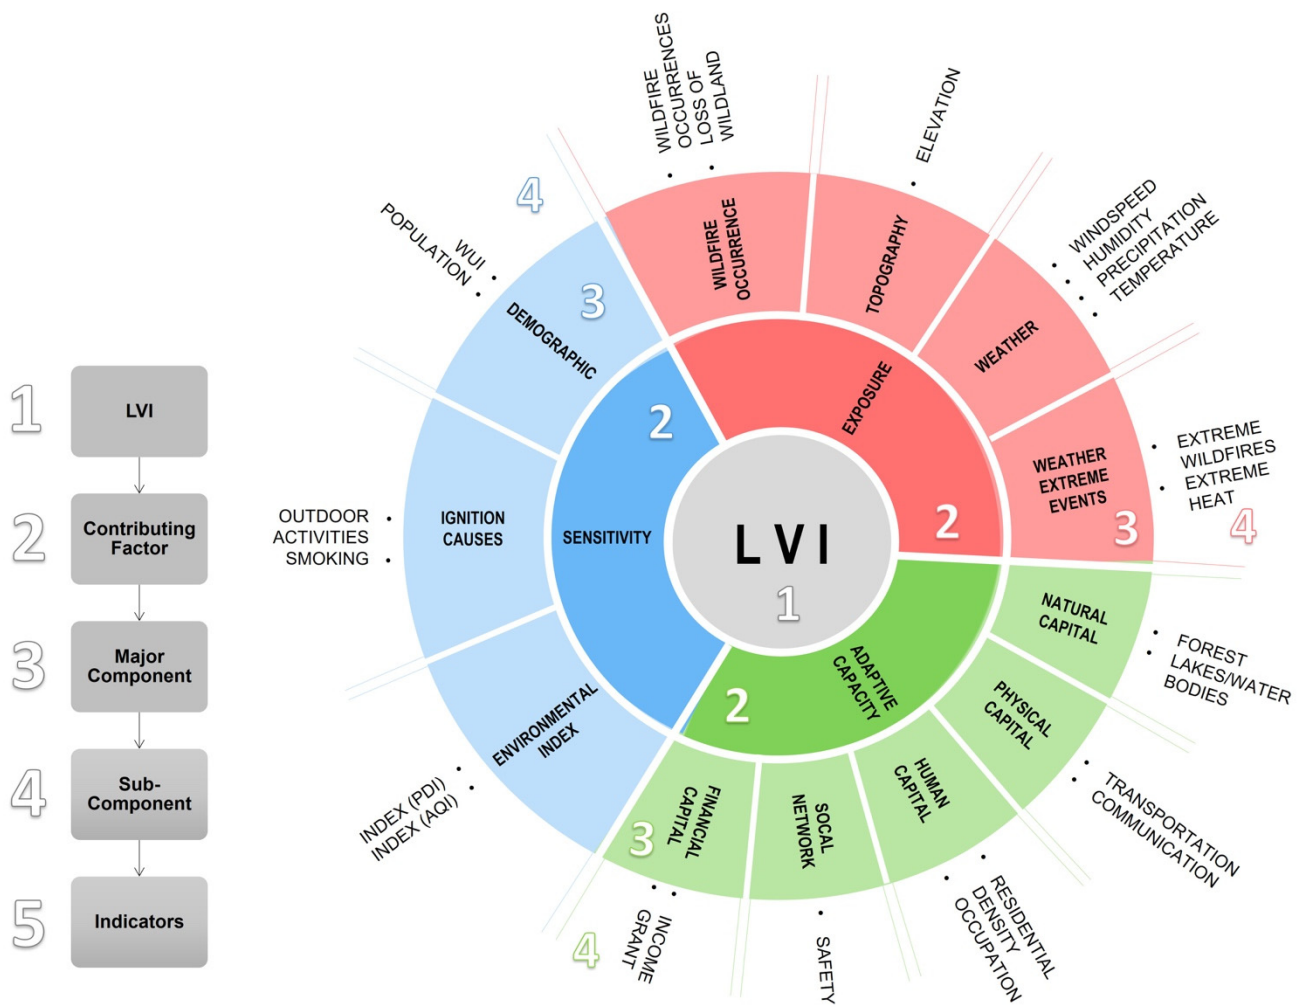 1
LVI
2
Contributing
Factor
3
Major
Component
4
Sub-
Component
5
Indicators
LVI
1
EXPOSURE
2
WILDFIRE
OCCURRENCE
• WILDFIRE
OCCURRENCES
• LOSS OF
WILDLAND
TOPOGRAPHY
• ELEVATION
WEATHER
• WINDSPEED
• HUMIDITY
• PRECIPITATION
• TEMPERATURE
WEATHER
EXTREME
EVENTS
3
• EXTREME
WILDFIRES
• EXTREME
HEAT
4
ADAPTIVE
CAPACITY
2
NATURAL
CAPITAL
• FOREST
• LAKES/WATER
BODIES
PHYSICAL
CAPITAL
• TRANSPORTATION
• COMMUNICATION
HUMAN
CAPITAL
• RESIDENTIAL
DENSITY
• OCCUPATION
SOCAL
NETWORK
• SAFETY
FINANCIAL
CAPITAL
3
• INCOME
• GRANT
4
SENSITIVITY
2
ENVIRONMENTAL
INDEX
INDEX (PDI) •
INDEX (AQI) •
IGNITION
CAUSES
OUTDOOR •
ACTIVITIES
SMOKING •
DEMOGRAPHIC
3
WUI •
POPULATION •
4